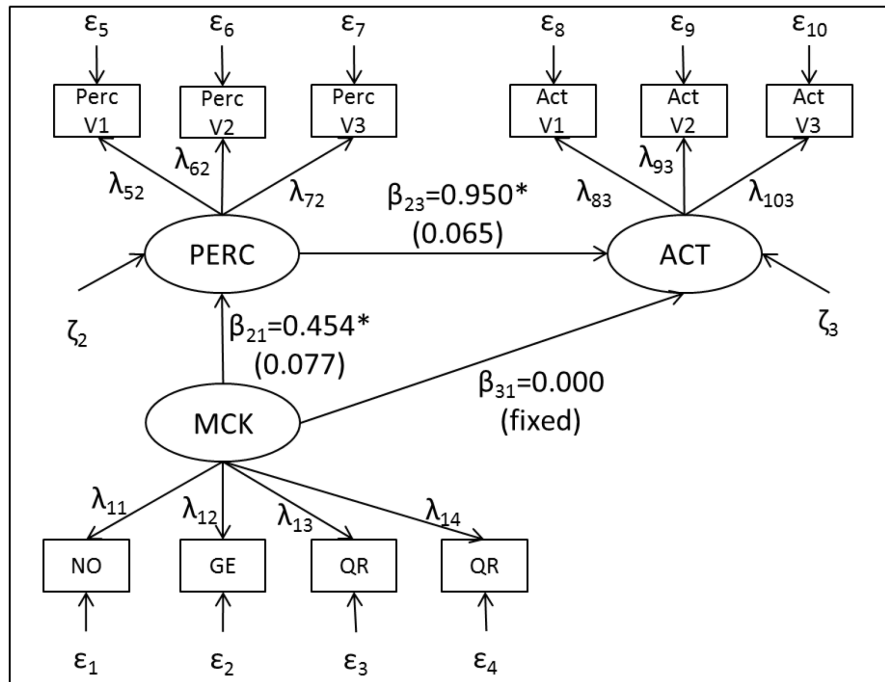 ε5 ε6 ε7 ε8 ε9 ε10
Perc Perc Perc Act Act Act
V1 V2 V3 V1 V2 V3
λ52 λ62 λ72 λ83 λ93 λ103
β23=0.950*
(0.065)
PERC ACT
ζ2 ζ3
β21=0.454*
(0.077)
β31=0.000
(fixed)
MCK
λ11 λ12 λ13 λ14
NO GE QR QR
ε1 ε2 ε3 ε4